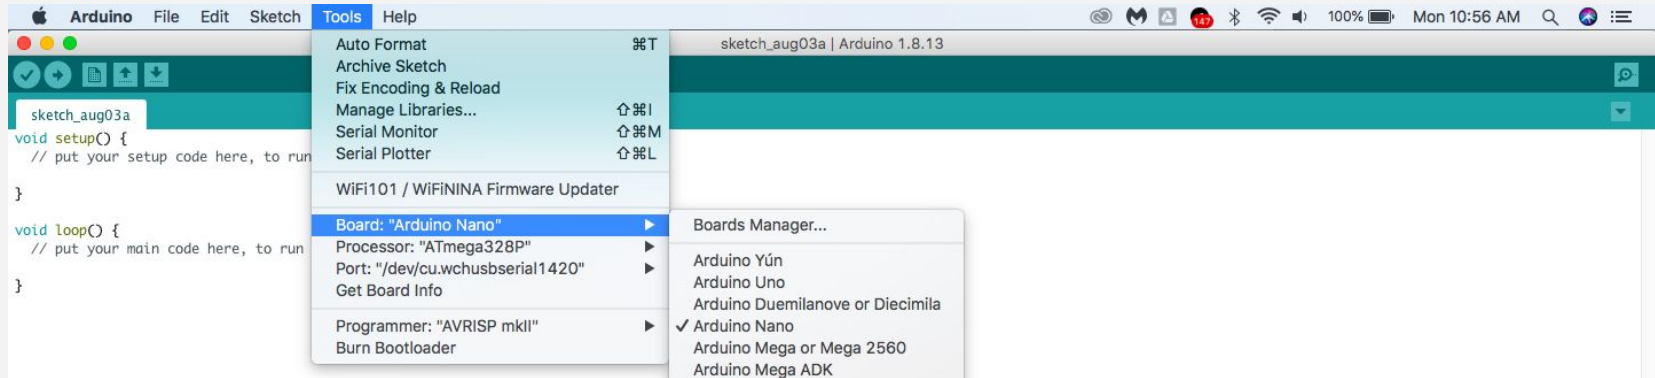 Arduino File Edit Sketch Tools Help 147 100% Mon 10:56 AM
sketch_aug03a | Arduino 1.8.13
Auto Format ⌘T
Archive Sketch
Fix Encoding & Reload
Manage Libraries... ⇧⌘I
Serial Monitor ⇧⌘M
Serial Plotter ⇧⌘L
WiFi101 / WiFiNINA Firmware Updater
Board: "Arduino Nano"
Processor: "ATmega328P"
Port: "/dev/cu.wchusbserial1420"
Get Board Info
Programmer: "AVRISP mkII"
Burn Bootloader
Boards Manager...
Arduino Yún
Arduino Uno
Arduino Duemilanove or Diecimila
✓ Arduino Nano
Arduino Mega or Mega 2560
Arduino Mega ADK
sketch_aug03a
void setup() {
// put your setup code here, to run
}
void loop() {
// put your main code here, to run
}